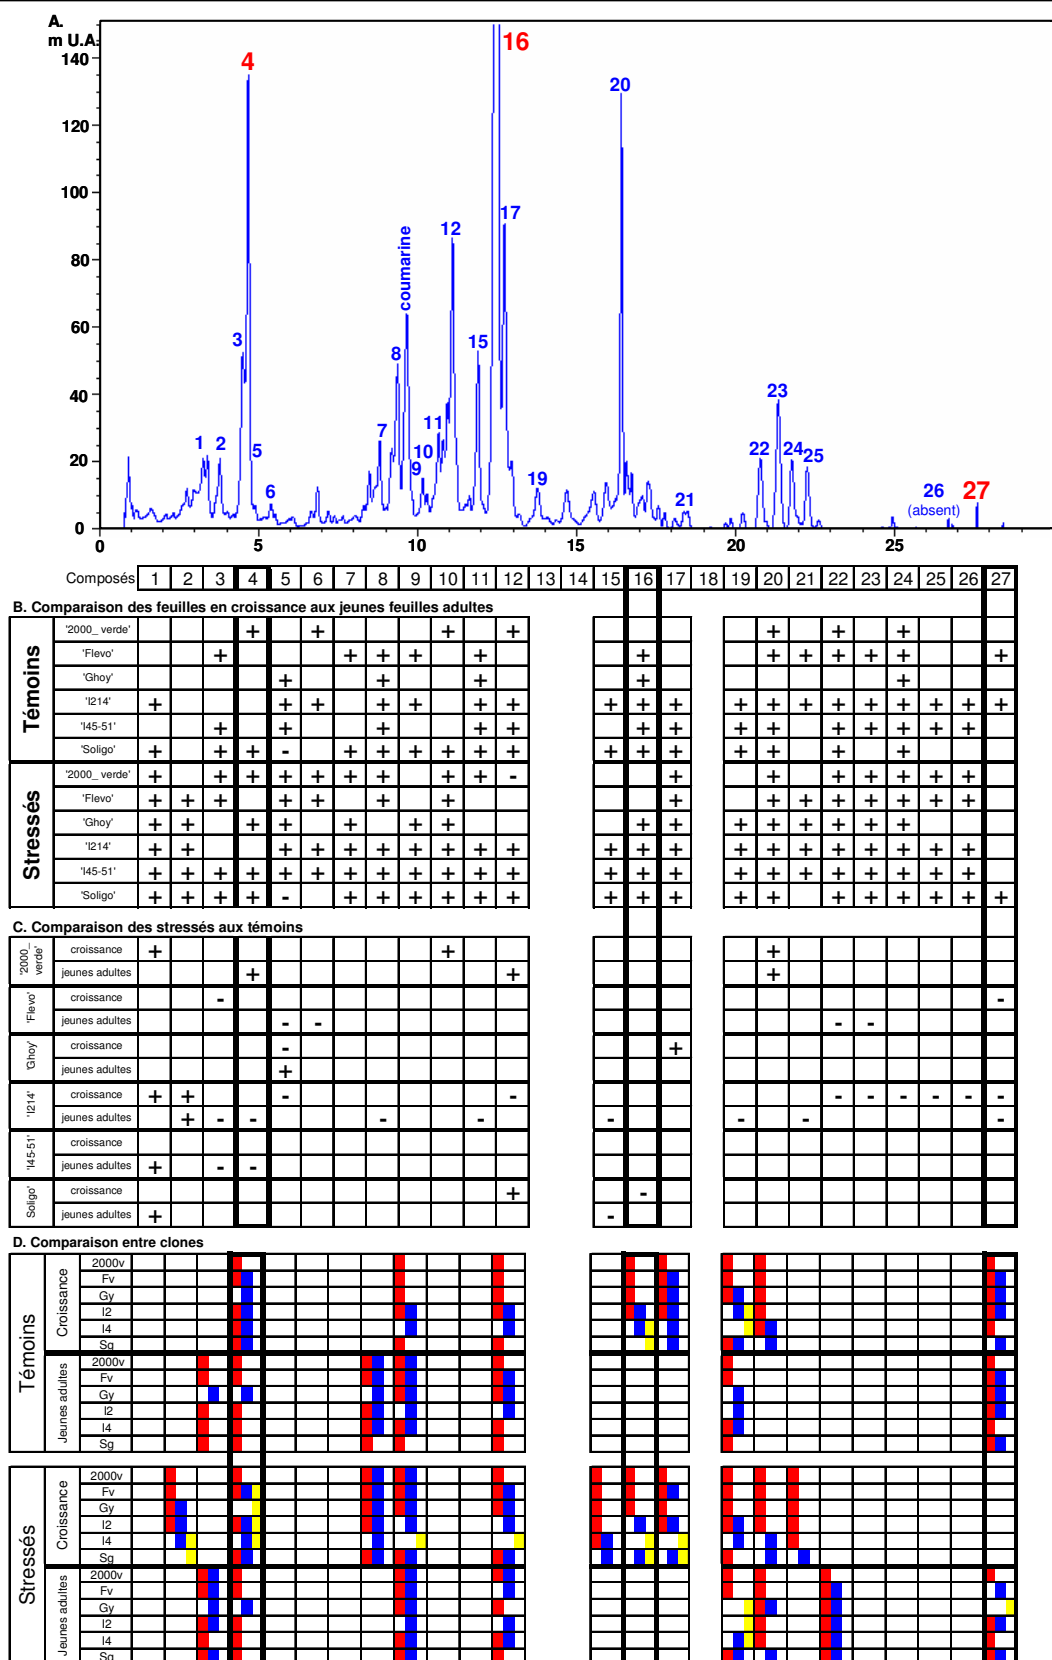 A.
m U.A.
140
120
100
80
60
40
20
0
1 2 3 4 5 6 7 8 coumarine 9 10 11 12 15 16 17 19 20 21 22 23 24 25 26 (absent) 27
0 5 10 15 20 25
Composés 1 2 3 4 5 6 7 8 9 10 11 12 13 14 15 16 17 18 19 20 21 22 23 24 25 26 27
B. Comparaison des feuilles en croissance aux jeunes feuilles adultes
Témoins
'2000_ verde' + + + + + + +
'Flevo' + + + + + + + + + + + +
'Ghoy' + + + + +
'I214' + + + + + + + + + + + + + + + + + + +
'I45-51' + + + + + + + + + + + + + +
'Soligo' + + + - + + + + + + + + + + + + +
Stressés
'2000_ verde' + + + + + + + + + - + + + + + + +
'Flevo' + + + + + + + + + + + + + + +
'Ghoy' + + + + + + + + + + + + + + +
'I214' + + + + + + + + + + + + + + + + + + + + +
'I45-51' + + + + + + + + + + + + + + + + + + + + + + +
'Soligo' + + + + - + + + + + + + + + + + + + + + + +
C. Comparaison des stressés aux témoins
'2000_ verde'
croissance + + +
jeunes adultes + + +
'Flevo'
croissance - -
jeunes adultes - - - -
'Ghoy'
croissance - +
jeunes adultes +
'I214'
croissance + + - - - - - - - -
jeunes adultes + - - - - - - - -
'I45-51'
croissance
jeunes adultes + - -
Soligo'
croissance + -
jeunes adultes + -
D. Comparaison entre clones
Témoins
Croissance
2000v
Fv
Gy
I2
I4
Sg
Jeunes adultes
2000v
Fv
Gy
I2
I4
Sg
Stressés
Croissance
2000v
Fv
Gy
I2
I4
Sg
Jeunes adultes
2000v
Fv
Gy
I2
I4
Sg